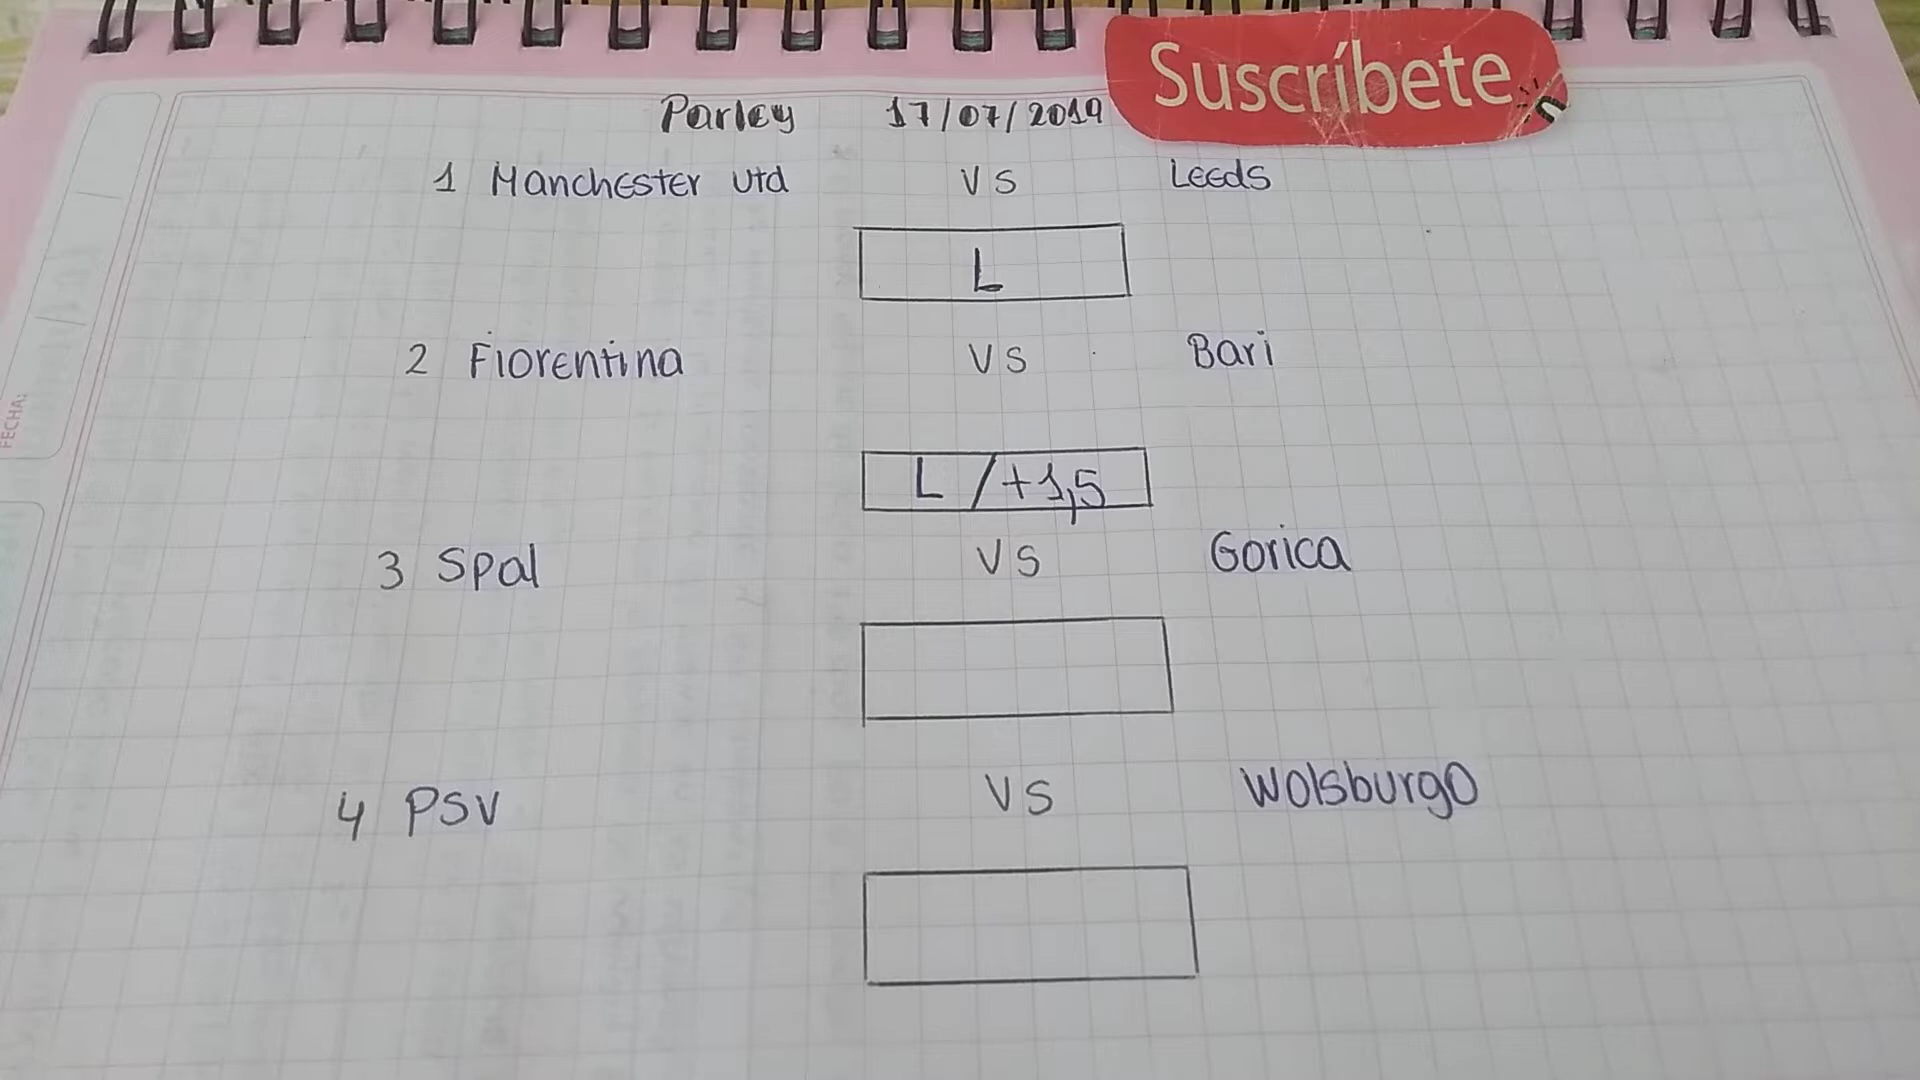 Suscríbete
Parley 17/07/2019
1 Manchester Utd VS Leeds
L
2 Fiorentina VS Bari
L / +1,5
3 Spal VS Gorica
4 PSV VS Wolsburgo
FECHA: